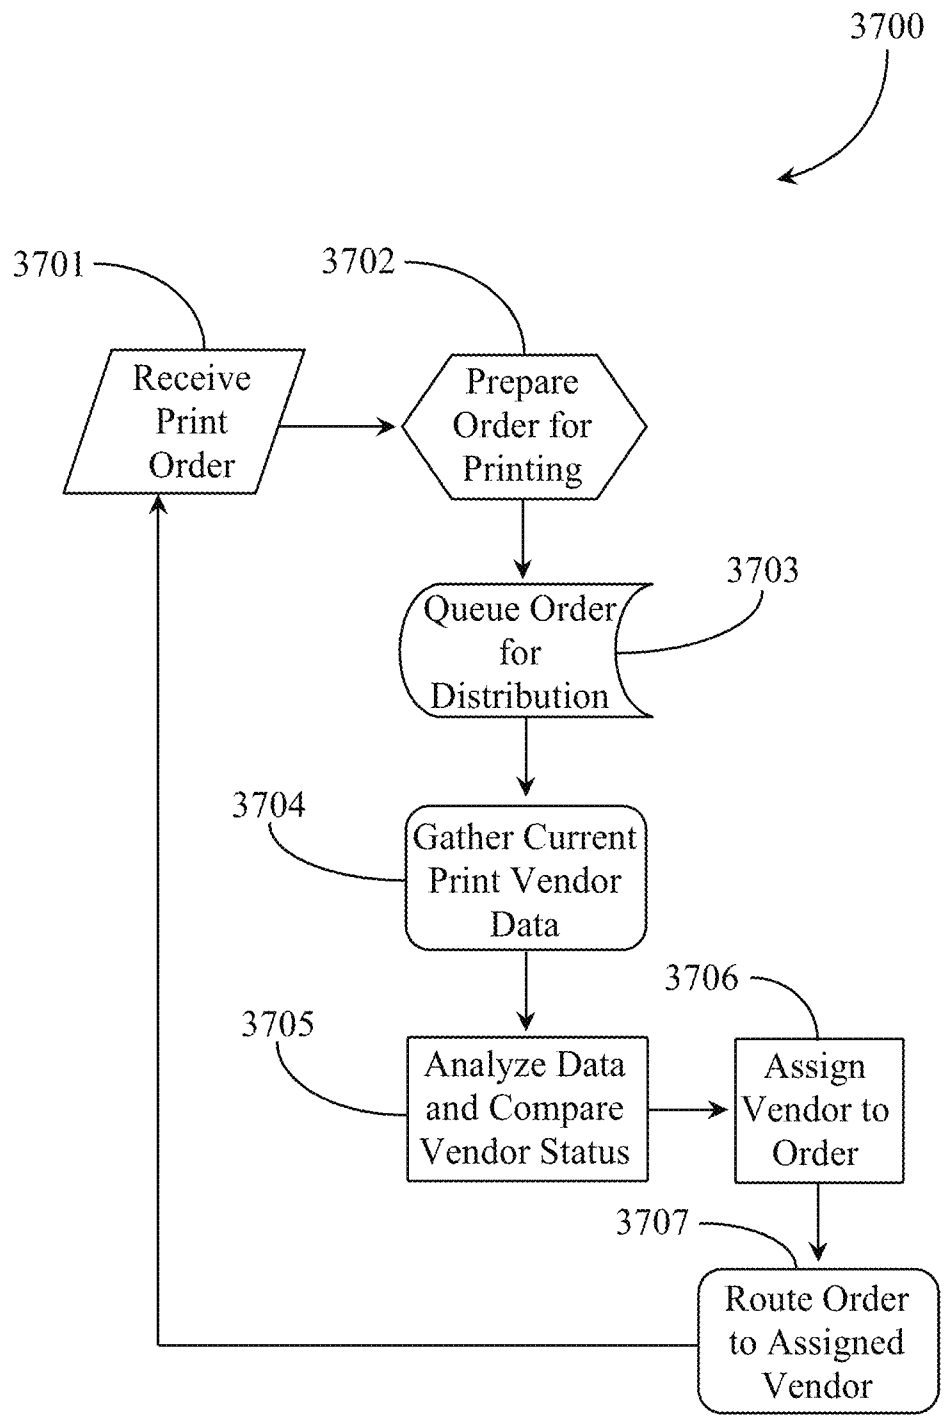 3700
3701
3702
Receive
Print
Order
Prepare
Order for
Printing
3703
Queue Order
for
Distribution
3704
Gather Current
Print Vendor
Data
3705
3706
Analyze Data
and Compare
Vendor Status
Assign
Vendor to
Order
3707
Route Order
to Assigned
Vendor